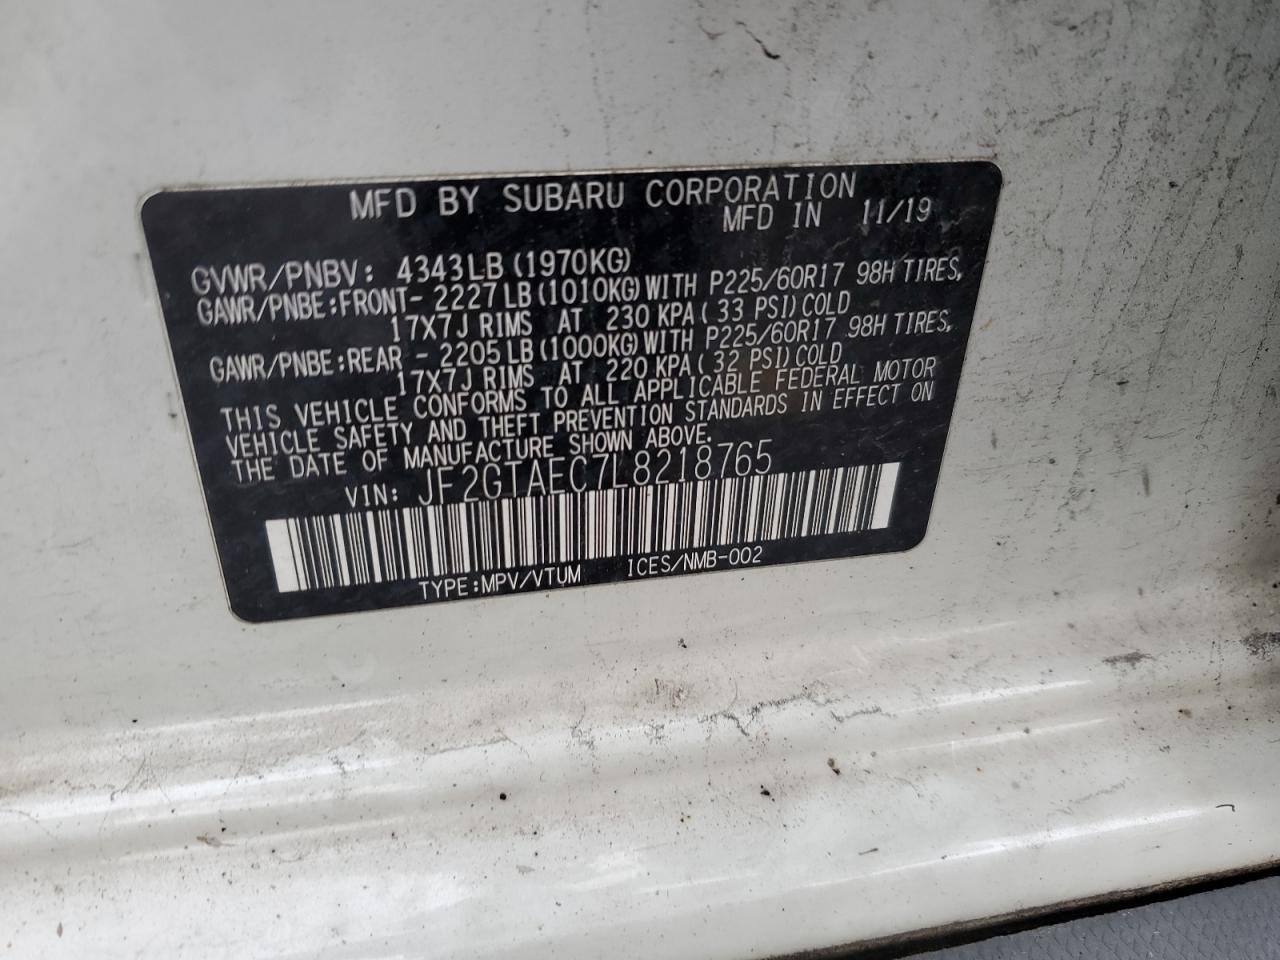 MFD BY SUBARU CORPORATION
MFD IN 11/19
GVWR/PNBV: 4343LB (1970KG)
GAWR/PNBE:FRONT- 2227LB(1010KG)WITH P225/60R17 98H TIRES,
17X7J RIMS AT 230 KPA( 33 PSI)COLD
GAWR/PNBE:REAR - 2205LB(1000KG)WITH P225/60R17 98H TIRES,
17X7J RIMS AT 220 KPA( 32 PSI)COLD
THIS VEHICLE CONFORMS TO ALL APPLICABLE FEDERAL MOTOR
VEHICLE SAFETY AND THEFT PREVENTION STANDARDS IN EFFECT ON
THE DATE OF MANUFACTURE SHOWN ABOVE.
VIN: JF2GTAEC7L8218765
TYPE:MPV/VTUM ICES/NMB-002